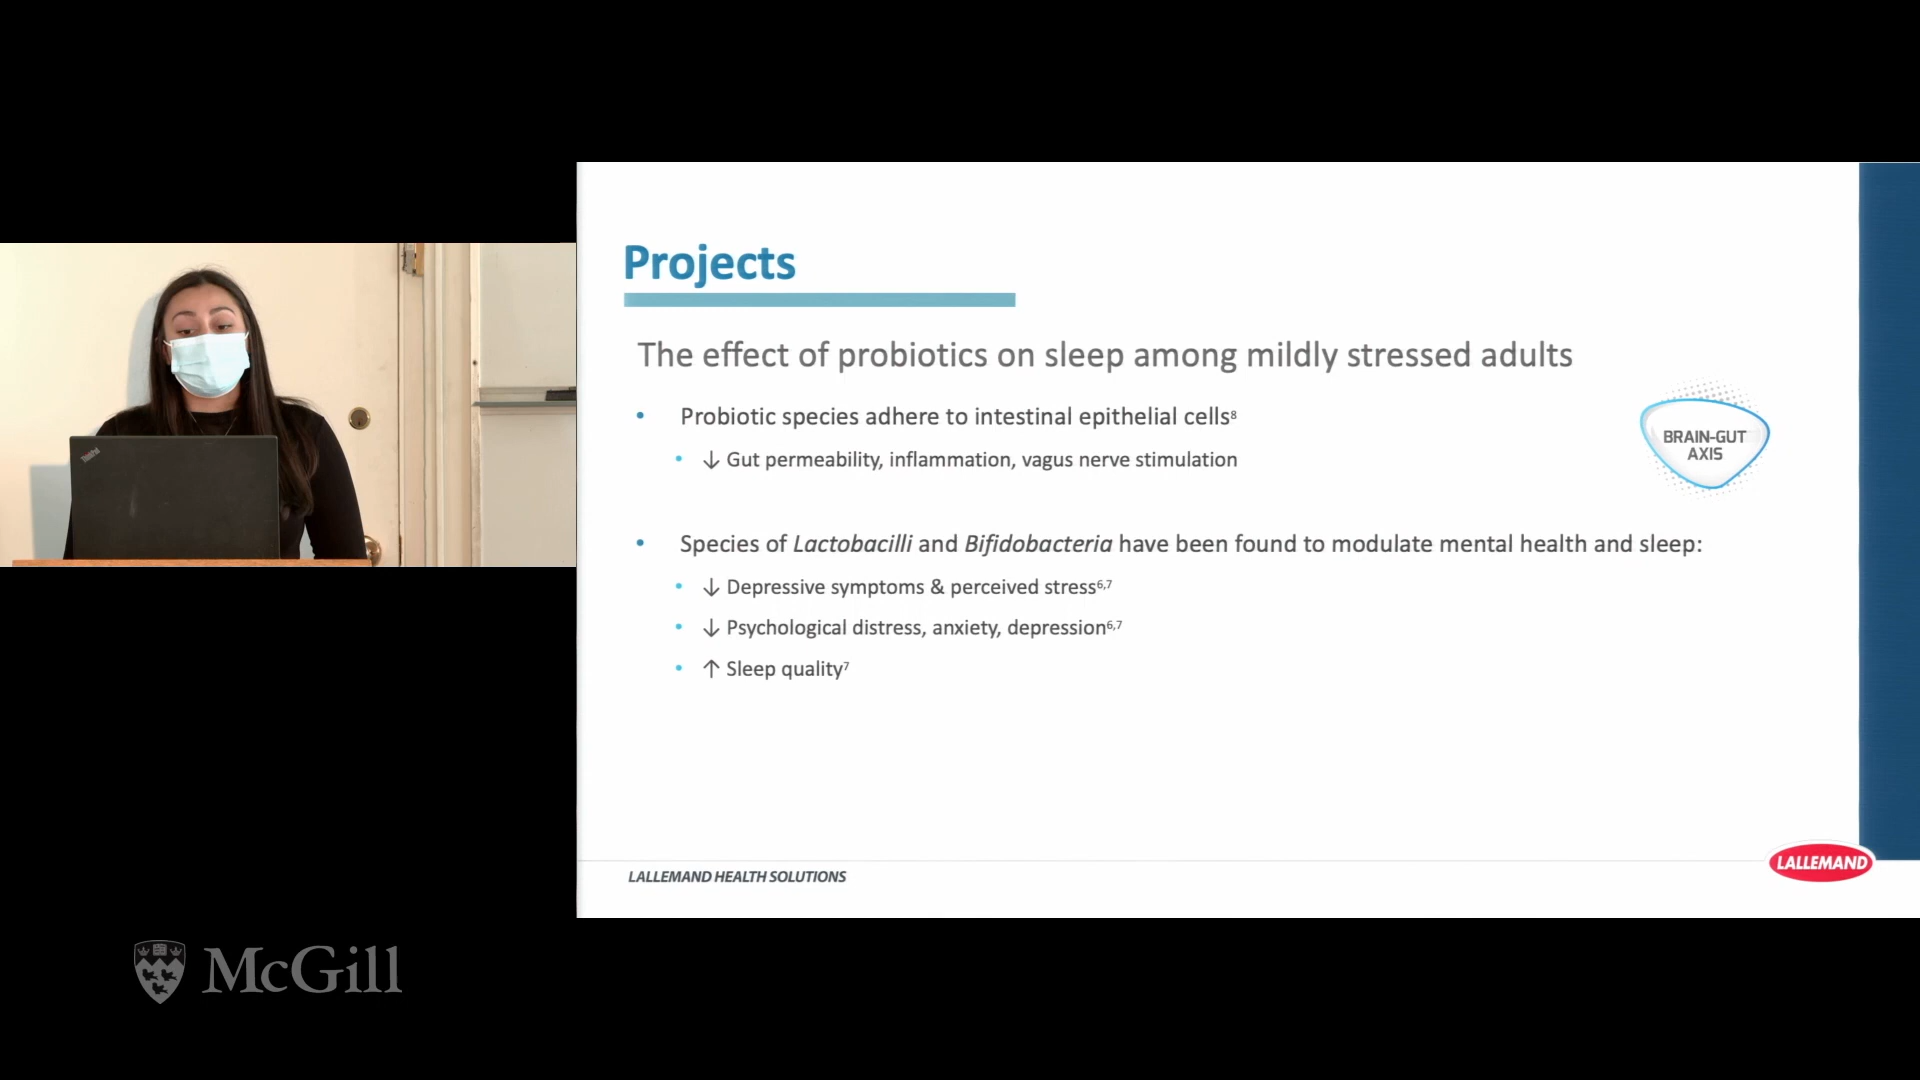 Projects
The effect of probiotics on sleep among mildly stressed adults
• Probiotic species adhere to intestinal epithelial cells⁸
• ↓ Gut permeability, inflammation, vagus nerve stimulation
BRAIN-GUT
AXIS
• Species of Lactobacilli and Bifidobacteria have been found to modulate mental health and sleep:
• ↓ Depressive symptoms & perceived stress⁶,⁷
• ↓ Psychological distress, anxiety, depression⁶,⁷
• ↑ Sleep quality⁷
LALLEMAND HEALTH SOLUTIONS
LALLEMAND
ThinkPad
McGill